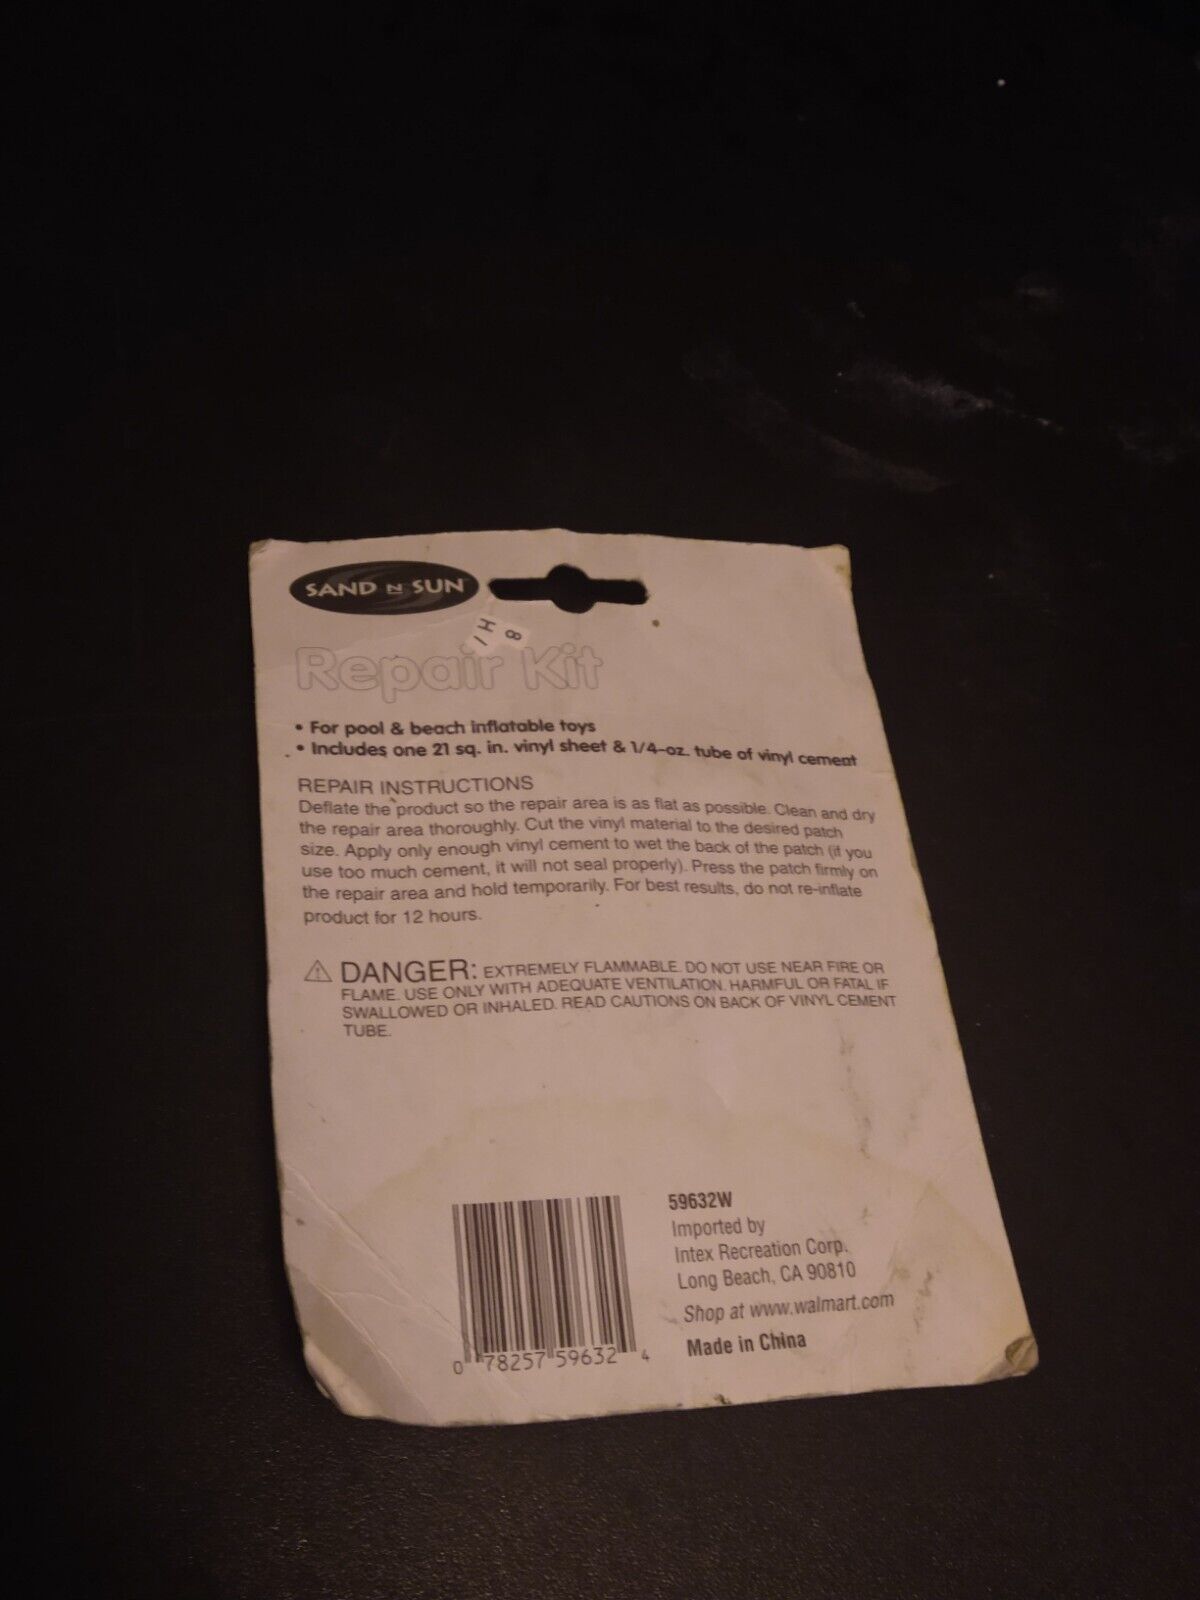 SAND N SUN
8
H I
Repair Kit
• For pool & beach inflatable toys
• Includes one 21 sq. in. vinyl sheet & 1/4-oz. tube of vinyl cement
REPAIR INSTRUCTIONS
Deflate the product so the repair area is as flat as possible. Clean and dry
the repair area thoroughly. Cut the vinyl material to the desired patch
size. Apply only enough vinyl cement to wet the back of the patch (if you
use too much cement, it will not seal properly). Press the patch firmly on
the repair area and hold temporarily. For best results, do not re-inflate
product for 12 hours.
⚠ DANGER: EXTREMELY FLAMMABLE. DO NOT USE NEAR FIRE OR
FLAME. USE ONLY WITH ADEQUATE VENTILATION. HARMFUL OR FATAL IF
SWALLOWED OR INHALED. READ CAUTIONS ON BACK OF VINYL CEMENT
TUBE.
59632W
Imported by
Intex Recreation Corp.
Long Beach, CA 90810
Shop at www.walmart.com
Made in China
0 78257 59632 4